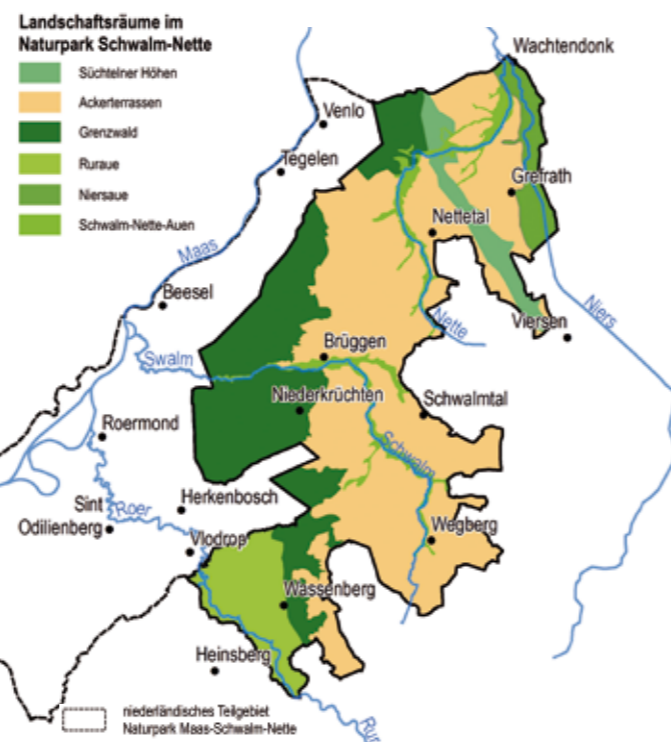 Landschaftsräume im
Naturpark Schwalm-Nette
Süchtelner Höhen
Ackerterrassen
Grenzwald
Ruraue
Niersaue
Schwalm-Nette-Auen
Wachtendonk
Venlo
Tegelen
Grefrath
Nettetal
Maas
Beesel
Niers
Nette
Viersen
Brüggen
Swalm
Niederkrüchten
Schwalmtal
Roermond
Schwalm
Sint
Odilienberg
Roer
Herkenbosch
Vlodrop
Wegberg
Wassenberg
Heinsberg
niederländisches Teilgebiet
Naturpark Maas-Schwalm-Nette